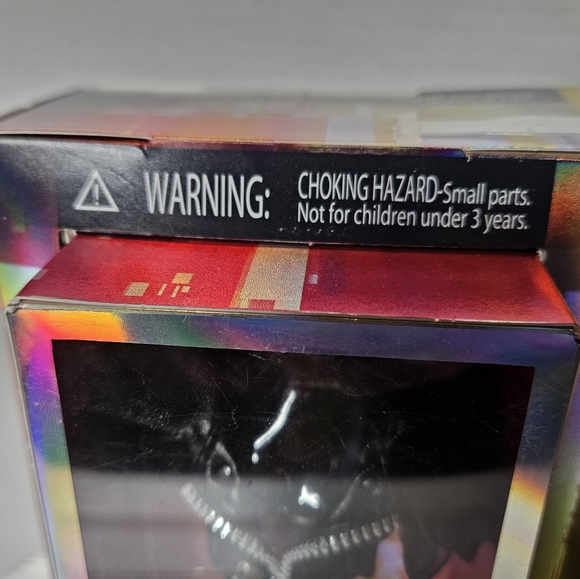 WARNING: CHOKING HAZARD-Small parts.
Not for children under 3 years.